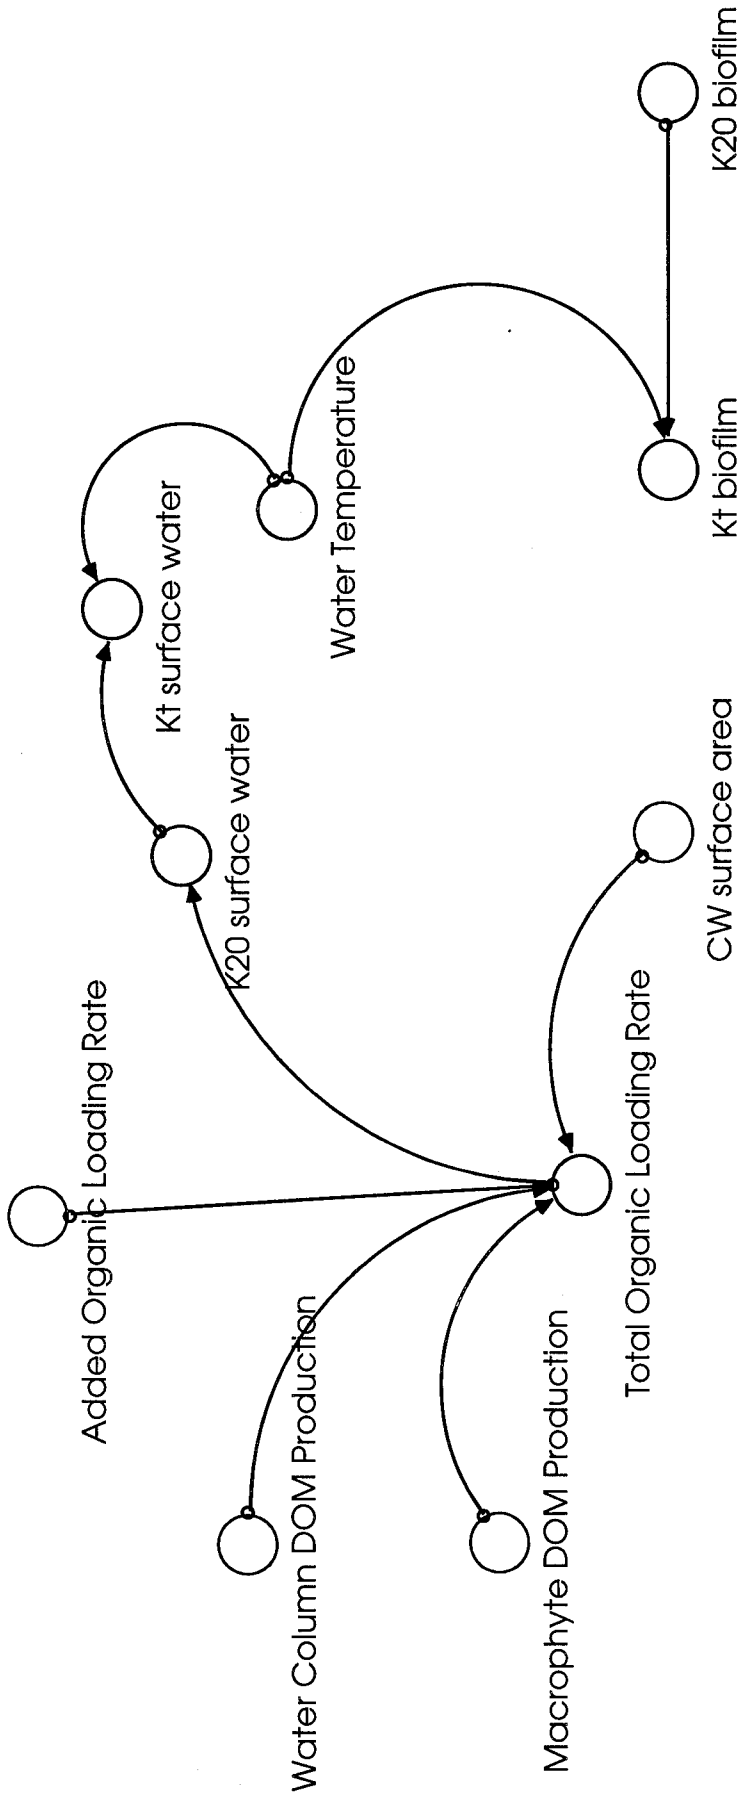 Added Organic Loading Rate
Kt surface water
K20 surface water
Water Column DOM Production
Water Temperature
Macrophyte DOM Production
Total Organic Loading Rate
CW surface area
Kt biofilm
K20 biofilm